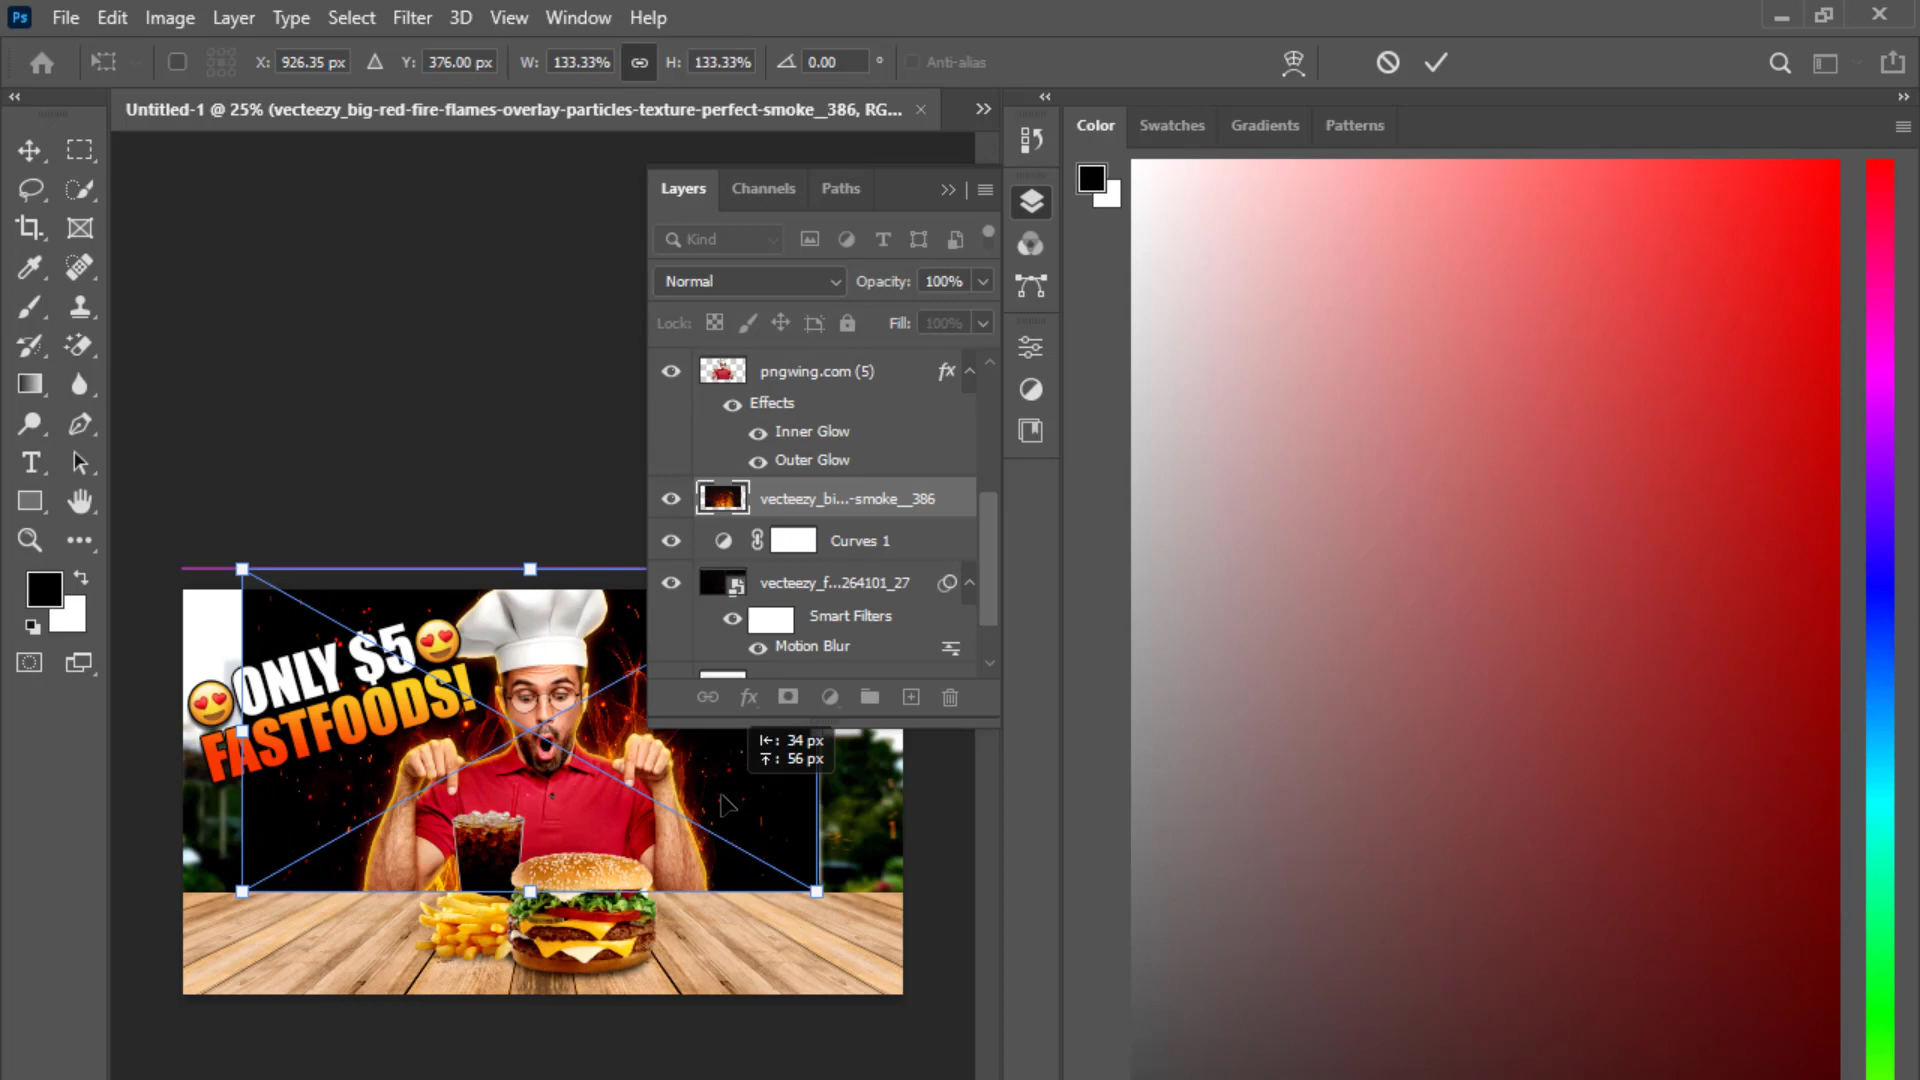 Ps File Edit Image Layer Type Select Filter 3D View Window Help
X: 926.35 px Y: 376.00 px W: 133.33% H: 133.33% 0.00 ° Anti-alias
Untitled-1 @ 25% (vecteezy_big-red-fire-flames-overlay-particles-texture-perfect-smoke__386, RG... ×
Color Swatches Gradients Patterns
Layers Channels Paths
Kind
Normal Opacity: 100%
Lock: Fill: 100%
pngwing.com (5) fx
Effects
Inner Glow
Outer Glow
vecteezy_bi...-smoke__386
Curves 1
vecteezy_f...264101_27
Smart Filters
Motion Blur
fx
34 px
56 px
ONLY $5
FASTFOODS!